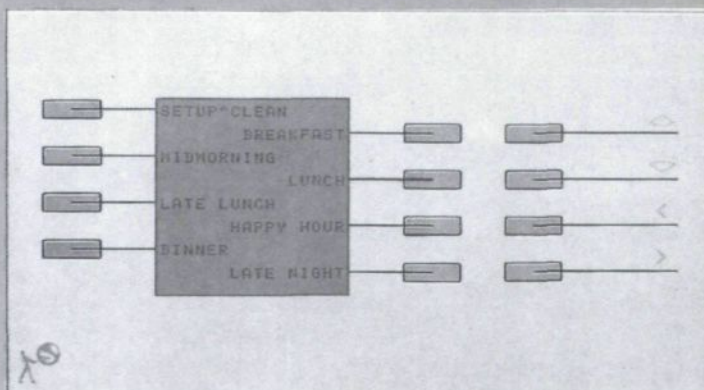 SETUP^CLEAN
BREAKFAST
MIDMORNING
LUNCH
LATE LUNCH
HAPPY HOUR
DINNER
LATE NIGHT